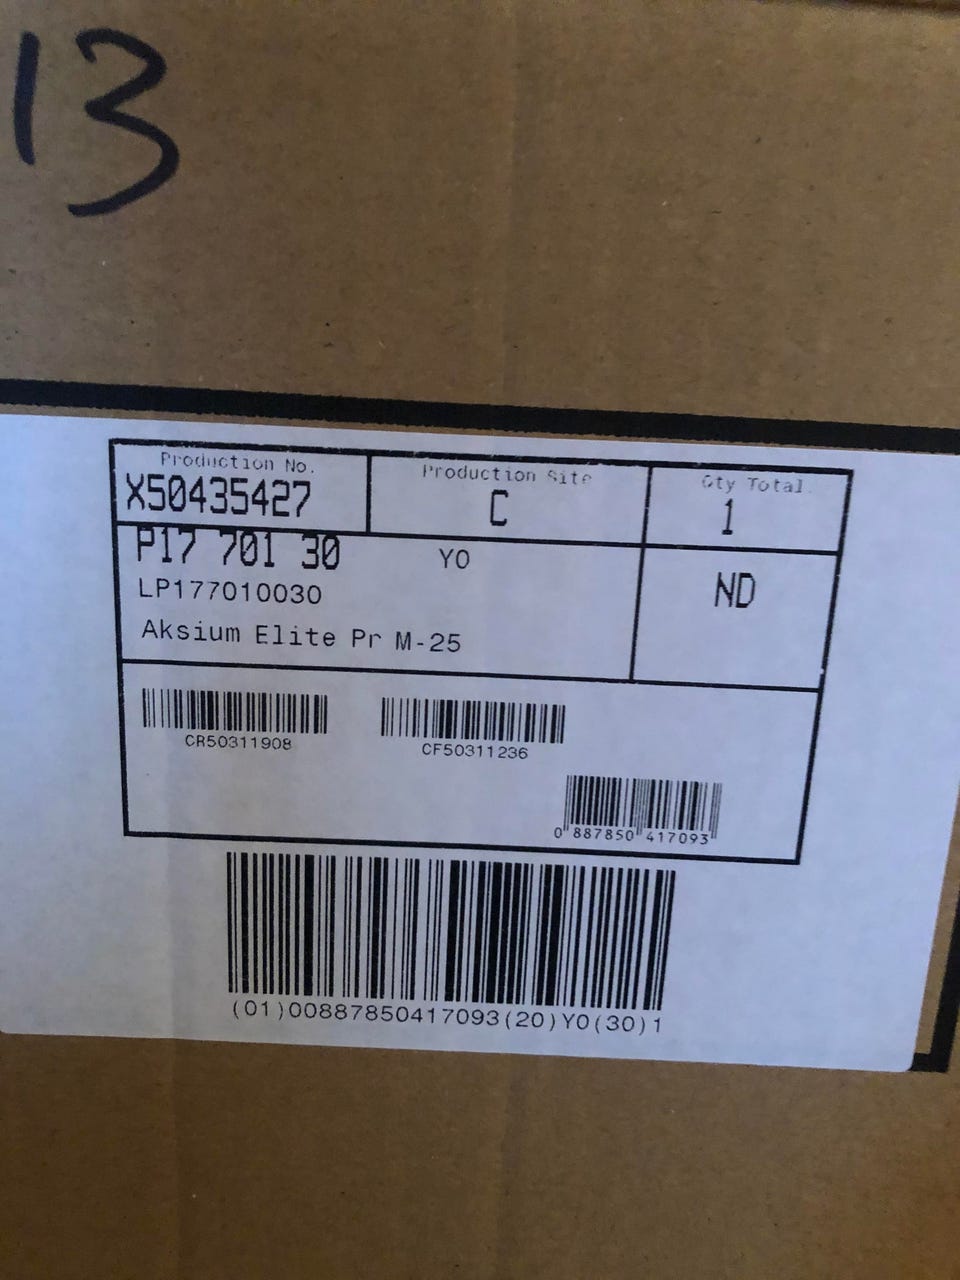 13
Production No.
X50435427
Production Site
C
Qty Total
1
P17 701 30
Y0
ND
LP177010030
Aksium Elite Pr M-25
CR50311908
CF50311236
0 887850 417093
(01)00887850417093(20)Y0(30)1